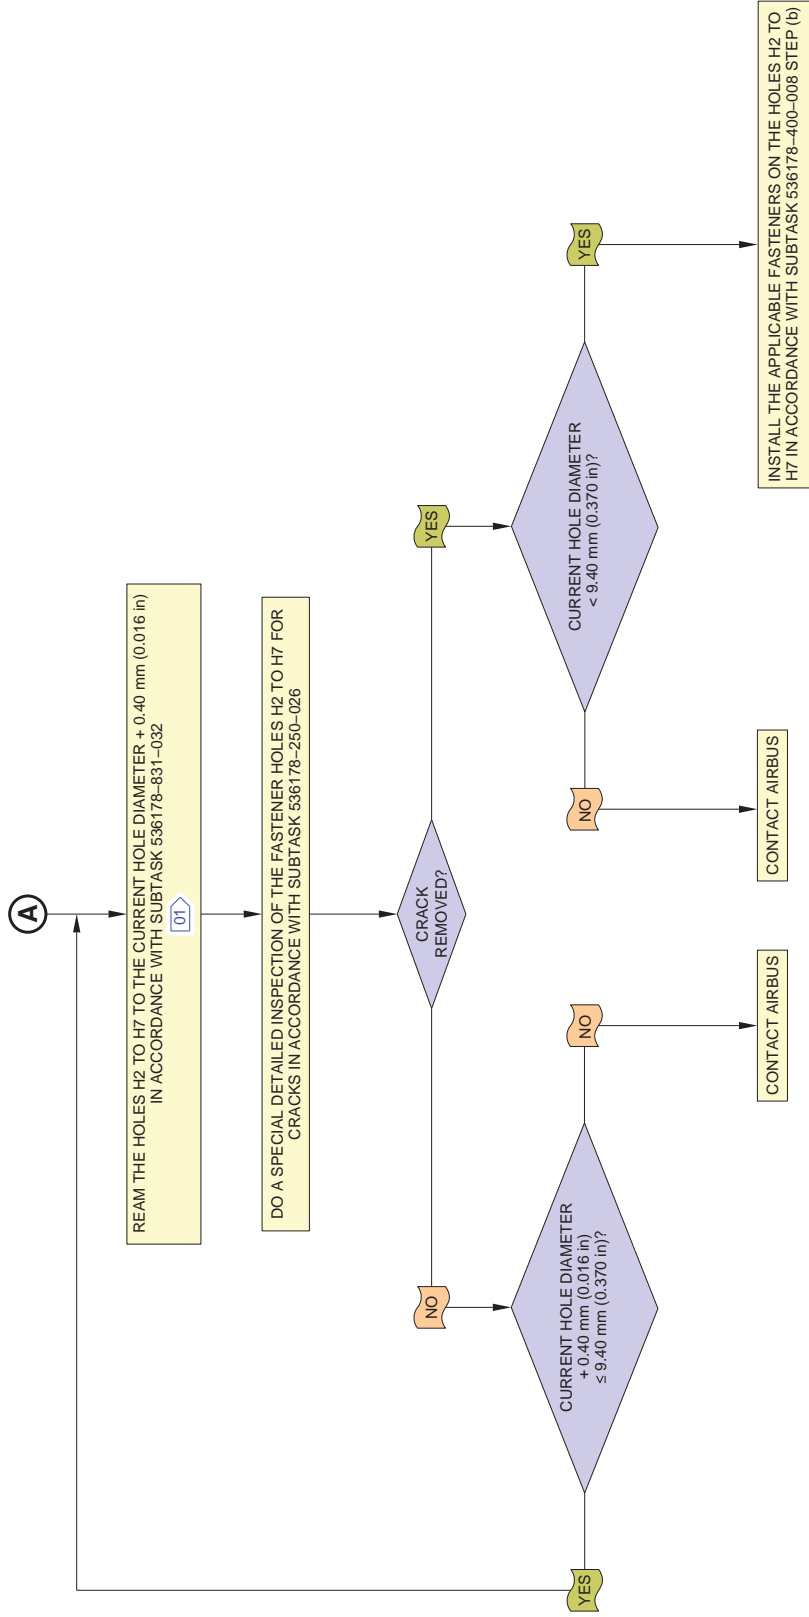 A
REAM THE HOLES H2 TO H7 TO THE CURRENT HOLE DIAMETER + 0.40 mm (0.016 in)
IN ACCORDANCE WITH SUBTASK 536178–831–032
01
DO A SPECIAL DETAILED INSPECTION OF THE FASTENER HOLES H2 TO H7 FOR
CRACKS IN ACCORDANCE WITH SUBTASK 536178–250–026
CRACK
REMOVED?
NO
YES
CURRENT HOLE DIAMETER
+ 0.40 mm (0.016 in)
≤ 9.40 mm (0.370 in)?
CURRENT HOLE DIAMETER
< 9.40 mm (0.370 in)?
YES
NO
NO
YES
CONTACT AIRBUS
CONTACT AIRBUS
INSTALL THE APPLICABLE FASTENERS ON THE HOLES H2 TO
H7 IN ACCORDANCE WITH SUBTASK 536178–400–008 STEP (b)